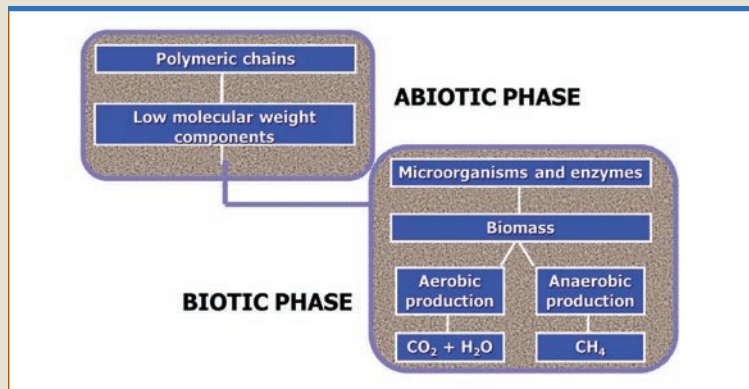 Polymeric chains
Low molecular weight
components
ABIOTIC PHASE
Microorganisms and enzymes
Biomass
BIOTIC PHASE
Aerobic
production
Anaerobic
production
CO₂ + H₂O
CH₄